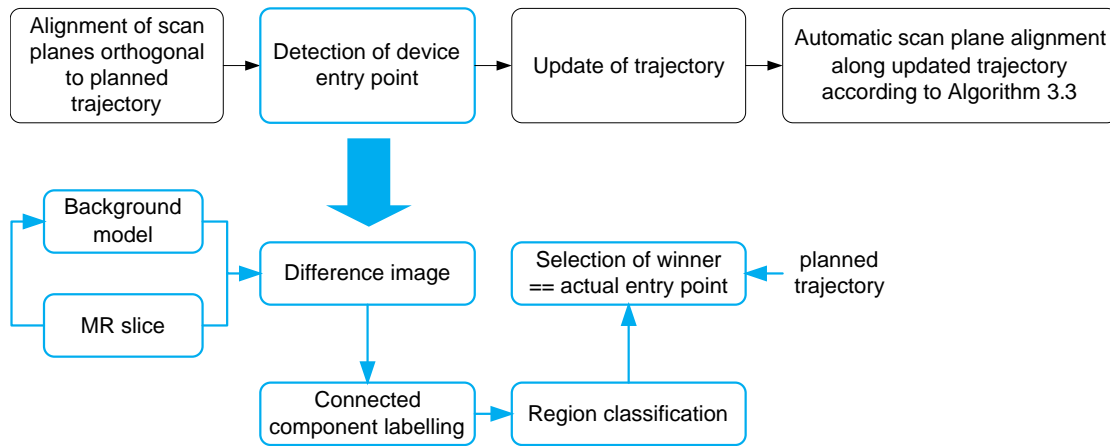 Alignment of scan
planes orthogonal
to planned
trajectory
Detection of device
entry point
Update of trajectory
Automatic scan plane alignment
along updated trajectory
according to Algorithm 3.3
Background
model
MR slice
Difference image
Selection of winner
== actual entry point
planned
trajectory
Connected
component labelling
Region classification